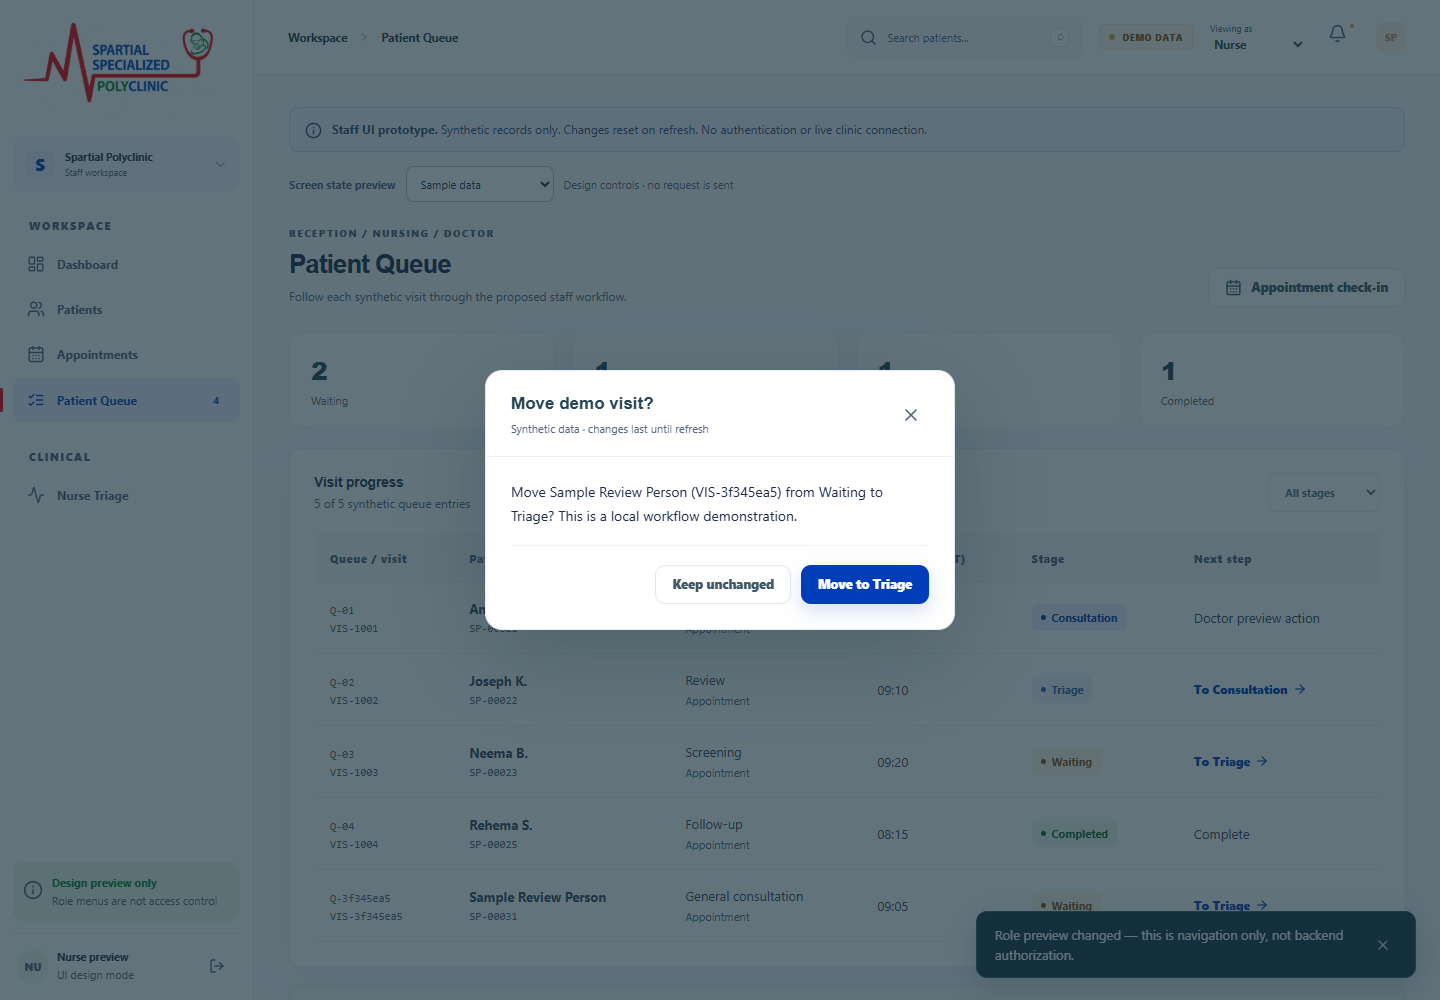 SPARTIAL
SPECIALIZED
POLYCLINIC
Spartial Polyclinic
Staff workspace
WORKSPACE
Dashboard
Patients
Appointments
Patient Queue 4
CLINICAL
Nurse Triage
Design preview only
Role menus are not access control
NU
Nurse preview
UI design mode
Workspace > Patient Queue
Search patients...
DEMO DATA
Viewing as
Nurse
SP
Staff UI prototype. Synthetic records only. Changes reset on refresh. No authentication or live clinic connection.
Screen state preview Sample data Design controls · no request is sent
RECEPTION / NURSING / DOCTOR
Patient Queue
Follow each synthetic visit through the proposed staff workflow.
Appointment check-in
2
Waiting
1
Completed
Visit progress
5 of 5 synthetic queue entries
All stages
Queue / visit Stage Next step
Q-01
VIS-1001
Appointment
Consultation
Doctor preview action
Q-02
VIS-1002
Joseph K.
SP-00022
Review
Appointment
09:10
Triage
To Consultation →
Q-03
VIS-1003
Neema B.
SP-00023
Screening
Appointment
09:20
Waiting
To Triage →
Q-04
VIS-1004
Rehema S.
SP-00025
Follow-up
Appointment
08:15
Completed
Complete
Q-3f345ea5
VIS-3f345ea5
Sample Review Person
SP-00031
General consultation
Appointment
09:05
Waiting
To Triage →
Move demo visit?
Synthetic data · changes last until refresh
Move Sample Review Person (VIS-3f345ea5) from Waiting to
Triage? This is a local workflow demonstration.
Keep unchanged
Move to Triage
Role preview changed — this is navigation only, not backend
authorization.